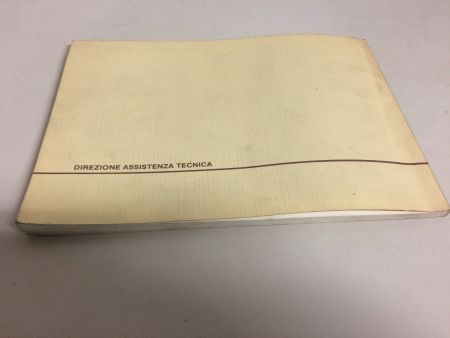 DIREZIONE ASSISTENZA TECNICA